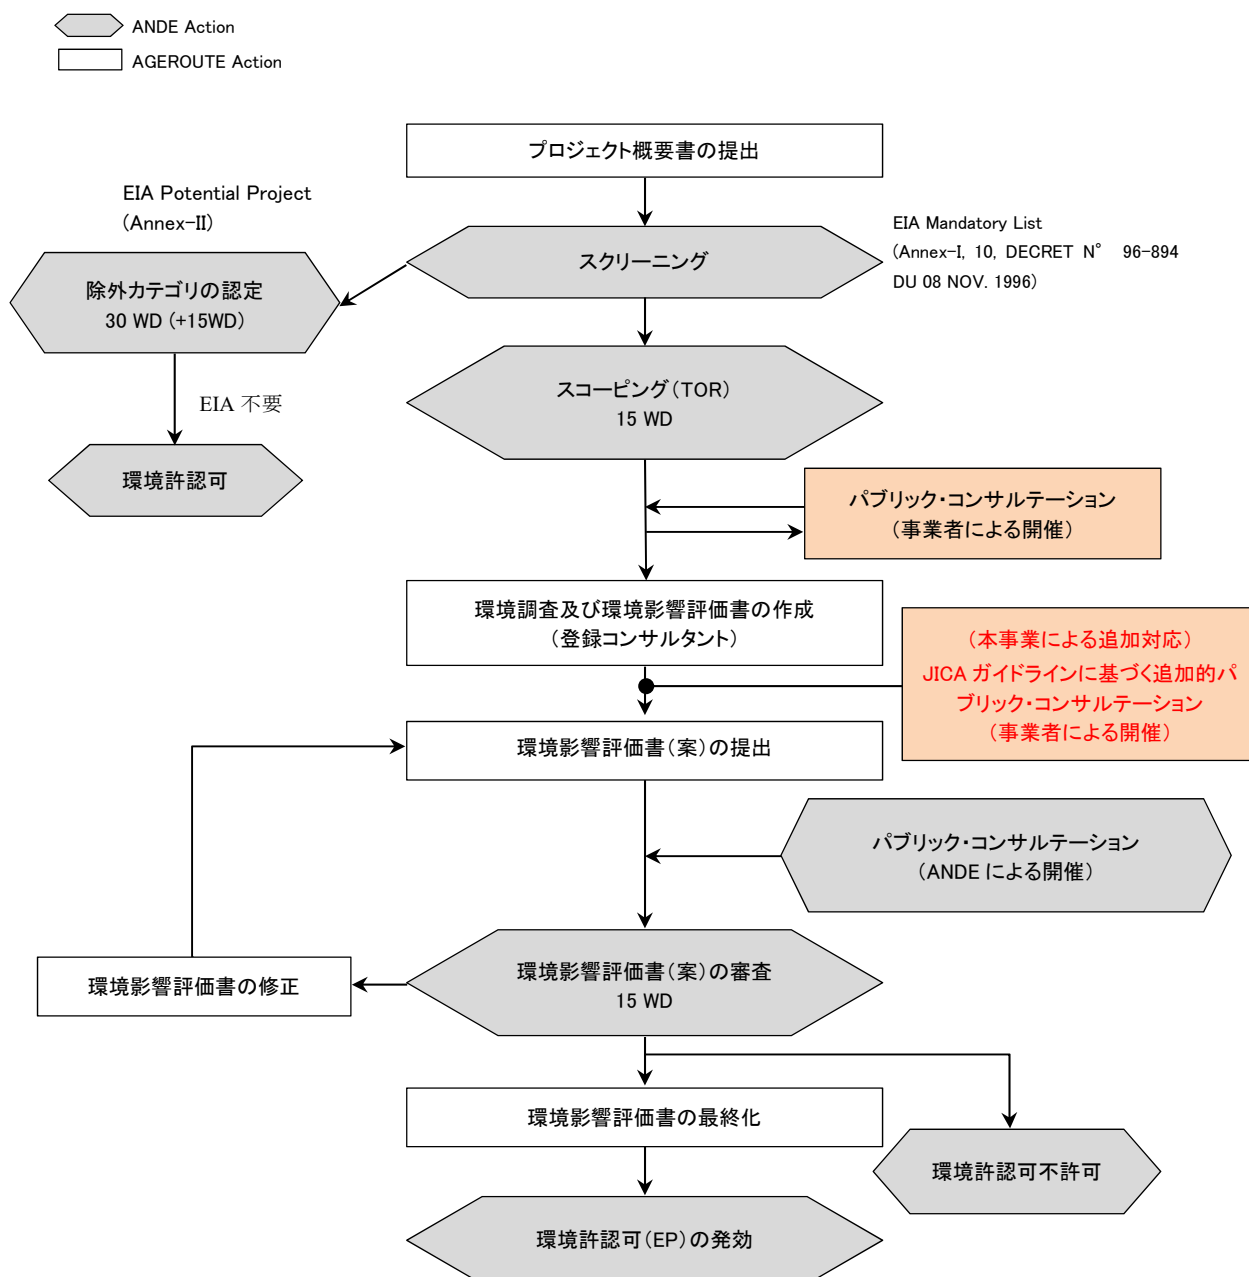 ANDE Action
AGEROUTE Action
プロジェクト概要書の提出
EIA Potential Project
(Annex-II)
スクリーニング
EIA Mandatory List
(Annex-I, 10, DECRET N° 96-894
DU 08 NOV. 1996)
除外カテゴリの認定
30 WD (+15WD)
EIA 不要
環境許認可
スコーピング(TOR)
15 WD
パブリック・コンサルテーション
(事業者による開催)
環境調査及び環境影響評価書の作成
(登録コンサルタント)
(本事業による追加対応)
JICA ガイドラインに基づく追加的パ
ブリック・コンサルテーション
(事業者による開催)
環境影響評価書(案)の提出
パブリック・コンサルテーション
(ANDE による開催)
環境影響評価書(案)の審査
15 WD
環境影響評価書の修正
環境影響評価書の最終化
環境許認可不許可
環境許認可(EP)の発効